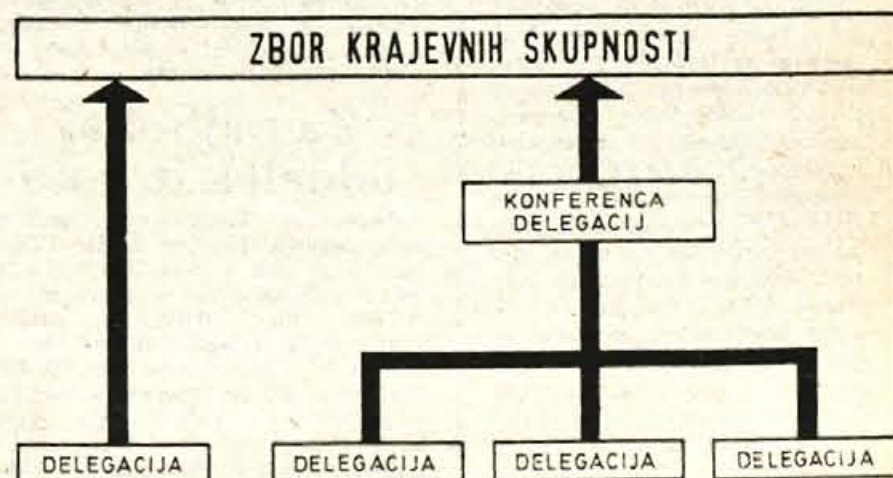 ZBOR KRAJEVNIH SKUPNOSTI
KONFERENCA
DELEGACIJ
DELEGACIJA
DELEGACIJA
DELEGACIJA
DELEGACIJA